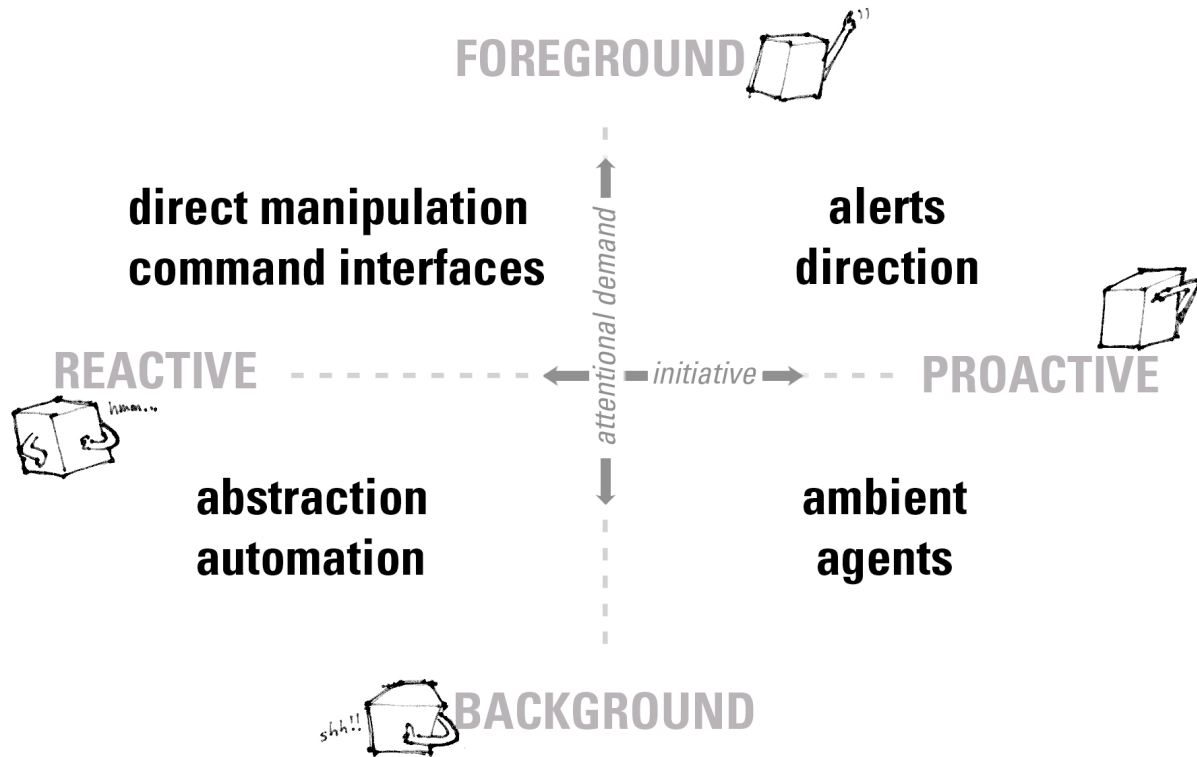 FOREGROUND
direct manipulation
command interfaces
alerts
direction
attentional demand
REACTIVE
initiative
PROACTIVE
hmm...
abstraction
automation
ambient
agents
shh!!
BACKGROUND